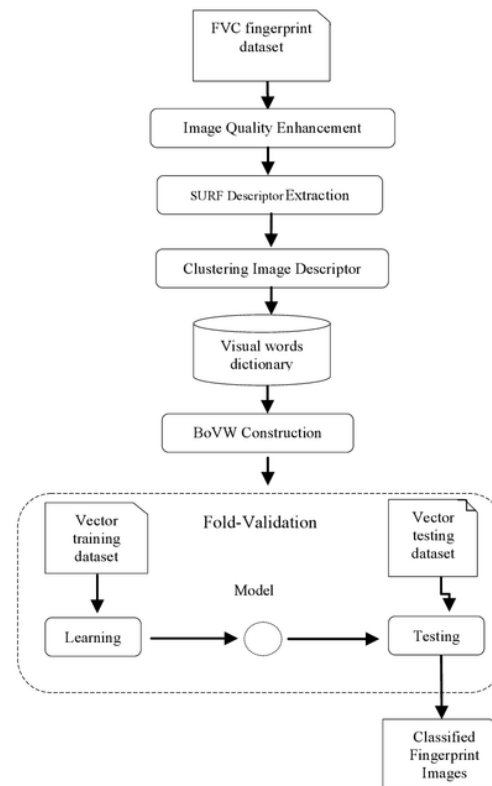 FVC fingerprint
dataset
Image Quality Enhancement
SURF Descriptor Extraction
Clustering Image Descriptor
Visual words
dictionary
BoVW Construction
Fold-Validation
Vector
training
dataset
Vector
testing
dataset
Model
Learning
Testing
Classified
Fingerprint
Images